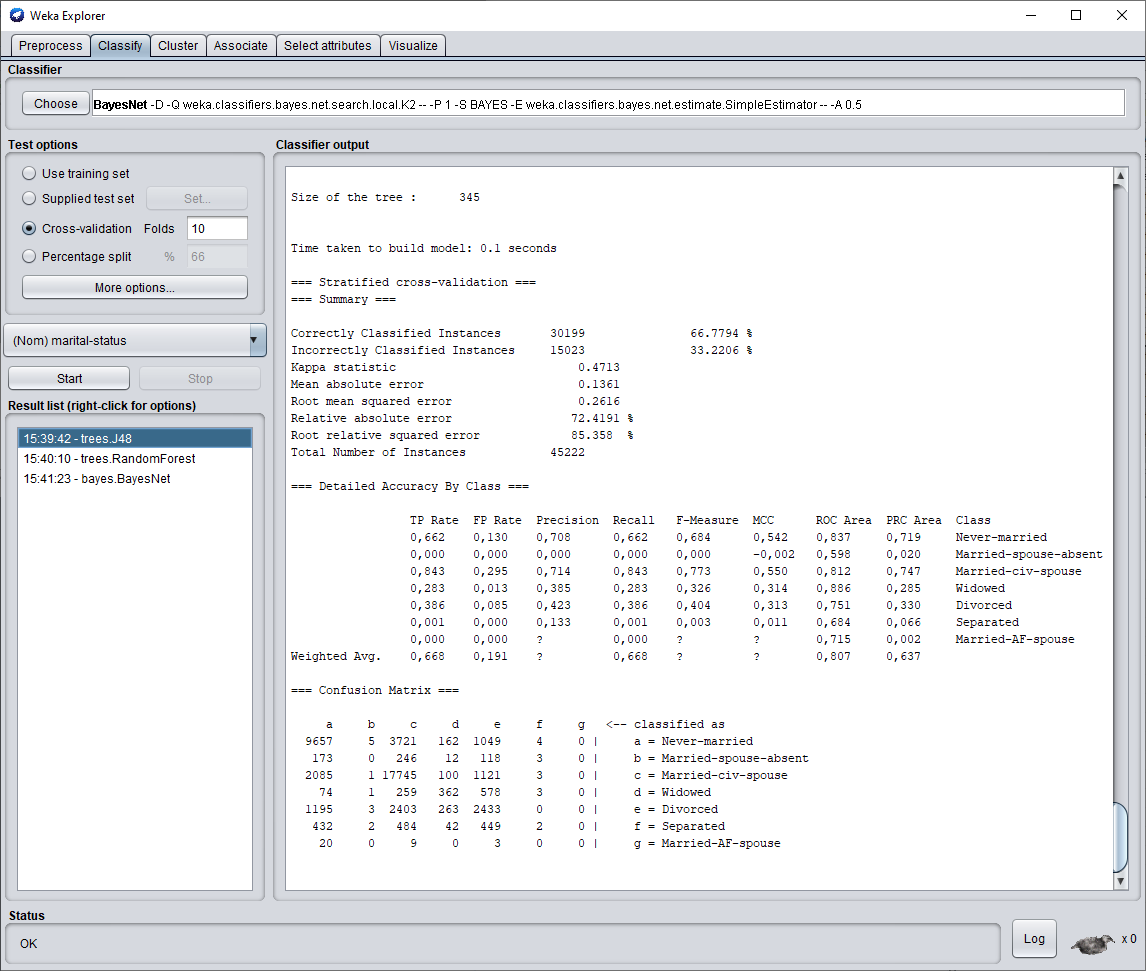 Weka Explorer
Preprocess Classify Cluster Associate Select attributes Visualize
Classifier
Choose BayesNet -D -Q weka.classifiers.bayes.net.search.local.K2 -- -P 1 -S BAYES -E weka.classifiers.bayes.net.estimate.SimpleEstimator -- -A 0.5
Test options
Use training set
Supplied test set Set...
Cross-validation Folds 10
Percentage split % 66
More options...
(Nom) marital-status
Start Stop
Result list (right-click for options)
15:39:42 - trees.J48
15:40:10 - trees.RandomForest
15:41:23 - bayes.BayesNet
Classifier output
Size of the tree : 345
Time taken to build model: 0.1 seconds
=== Stratified cross-validation ===
=== Summary ===
Correctly Classified Instances 30199 66.7794 %
Incorrectly Classified Instances 15023 33.2206 %
Kappa statistic 0.4713
Mean absolute error 0.1361
Root mean squared error 0.2616
Relative absolute error 72.4191 %
Root relative squared error 85.358 %
Total Number of Instances 45222
=== Detailed Accuracy By Class ===
TP Rate FP Rate Precision Recall F-Measure MCC ROC Area PRC Area Class
0,662 0,130 0,708 0,662 0,684 0,542 0,837 0,719 Never-married
0,000 0,000 0,000 0,000 0,000 -0,002 0,598 0,020 Married-spouse-absent
0,843 0,295 0,714 0,843 0,773 0,550 0,812 0,747 Married-civ-spouse
0,283 0,013 0,385 0,283 0,326 0,314 0,886 0,285 Widowed
0,386 0,085 0,423 0,386 0,404 0,313 0,751 0,330 Divorced
0,001 0,000 0,133 0,001 0,003 0,011 0,684 0,066 Separated
0,000 0,000 ? 0,000 ? ? 0,715 0,002 Married-AF-spouse
Weighted Avg. 0,668 0,191 ? 0,668 ? ? 0,807 0,637
=== Confusion Matrix ===
a b c d e f g <-- classified as
9657 5 3721 162 1049 4 0 | a = Never-married
173 0 246 12 118 3 0 | b = Married-spouse-absent
2085 1 17745 100 1121 3 0 | c = Married-civ-spouse
74 1 259 362 578 3 0 | d = Widowed
1195 3 2403 263 2433 0 0 | e = Divorced
432 2 484 42 449 2 0 | f = Separated
20 0 9 0 3 0 0 | g = Married-AF-spouse
Status
OK
Log
x 0